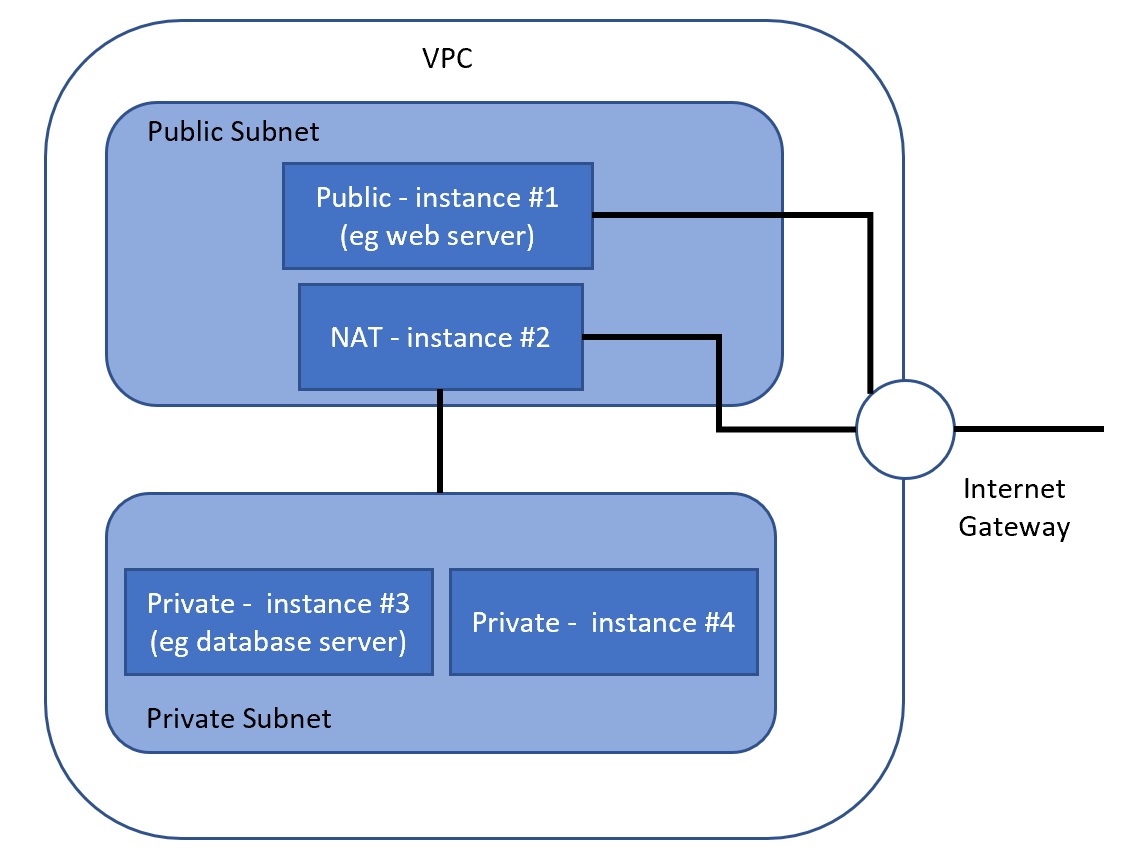 VPC
Public Subnet
Public - instance #1
(eg web server)
NAT - instance #2
Internet
Gateway
Private -  instance #3
(eg database server)
Private -  instance #4
Private Subnet